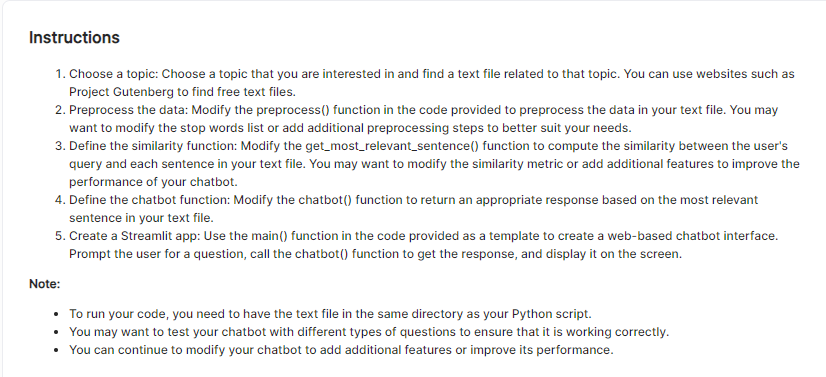 Instructions
1. Choose a topic: Choose a topic that you are interested in and find a text file related to that topic. You can use websites such as
Project Gutenberg to find free text files.
2. Preprocess the data: Modify the preprocess() function in the code provided to preprocess the data in your text file. You may
want to modify the stop words list or add additional preprocessing steps to better suit your needs.
3. Define the similarity function: Modify the get_most_relevant_sentence() function to compute the similarity between the user's
query and each sentence in your text file. You may want to modify the similarity metric or add additional features to improve the
performance of your chatbot.
4. Define the chatbot function: Modify the chatbot() function to return an appropriate response based on the most relevant
sentence in your text file.
5. Create a Streamlit app: Use the main() function in the code provided as a template to create a web-based chatbot interface.
Prompt the user for a question, call the chatbot() function to get the response, and display it on the screen.
Note:
• To run your code, you need to have the text file in the same directory as your Python script.
• You may want to test your chatbot with different types of questions to ensure that it is working correctly.
• You can continue to modify your chatbot to add additional features or improve its performance.